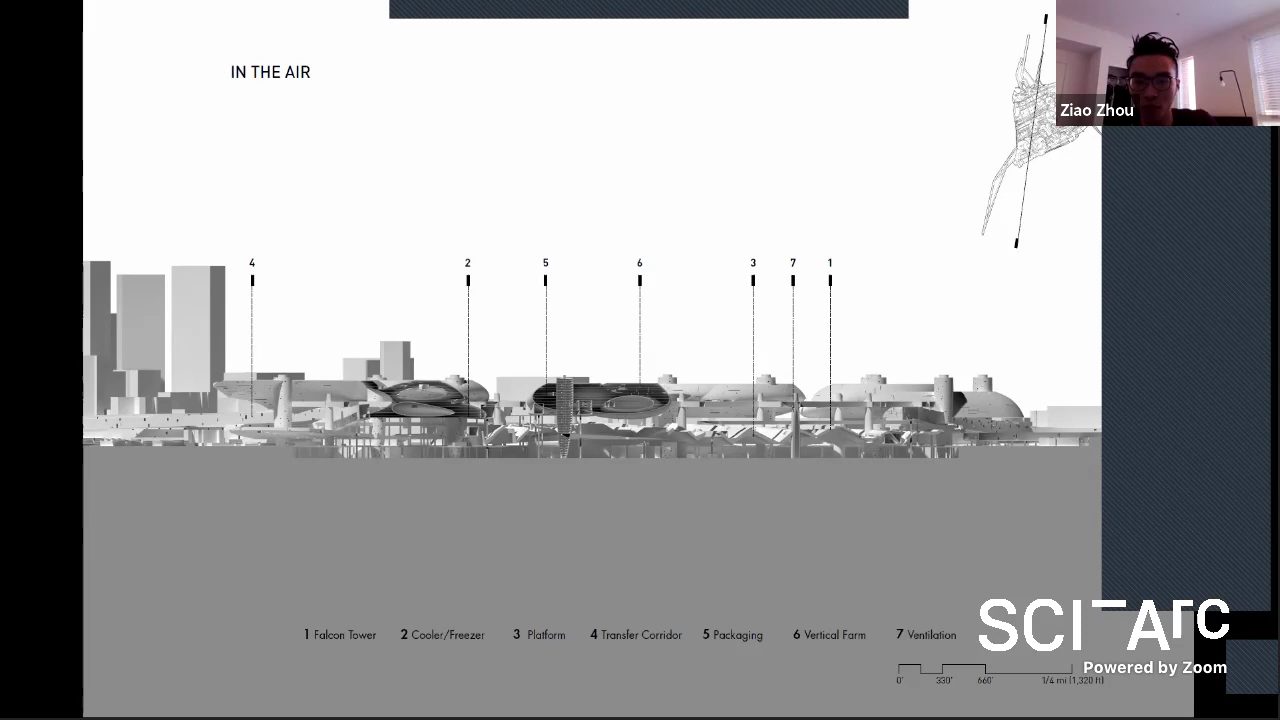 IN THE AIR
Ziao Zhou
4 2 5 6 3 7 1
1 Falcon Tower 2 Cooler/Freezer 3 Platform 4 Transfer Corridor 5 Packaging 6 Vertical Farm 7 Ventilation
SCI-Arc
Powered by Zoom
0' 330' 660' 1/4 mi (1,320 ft)